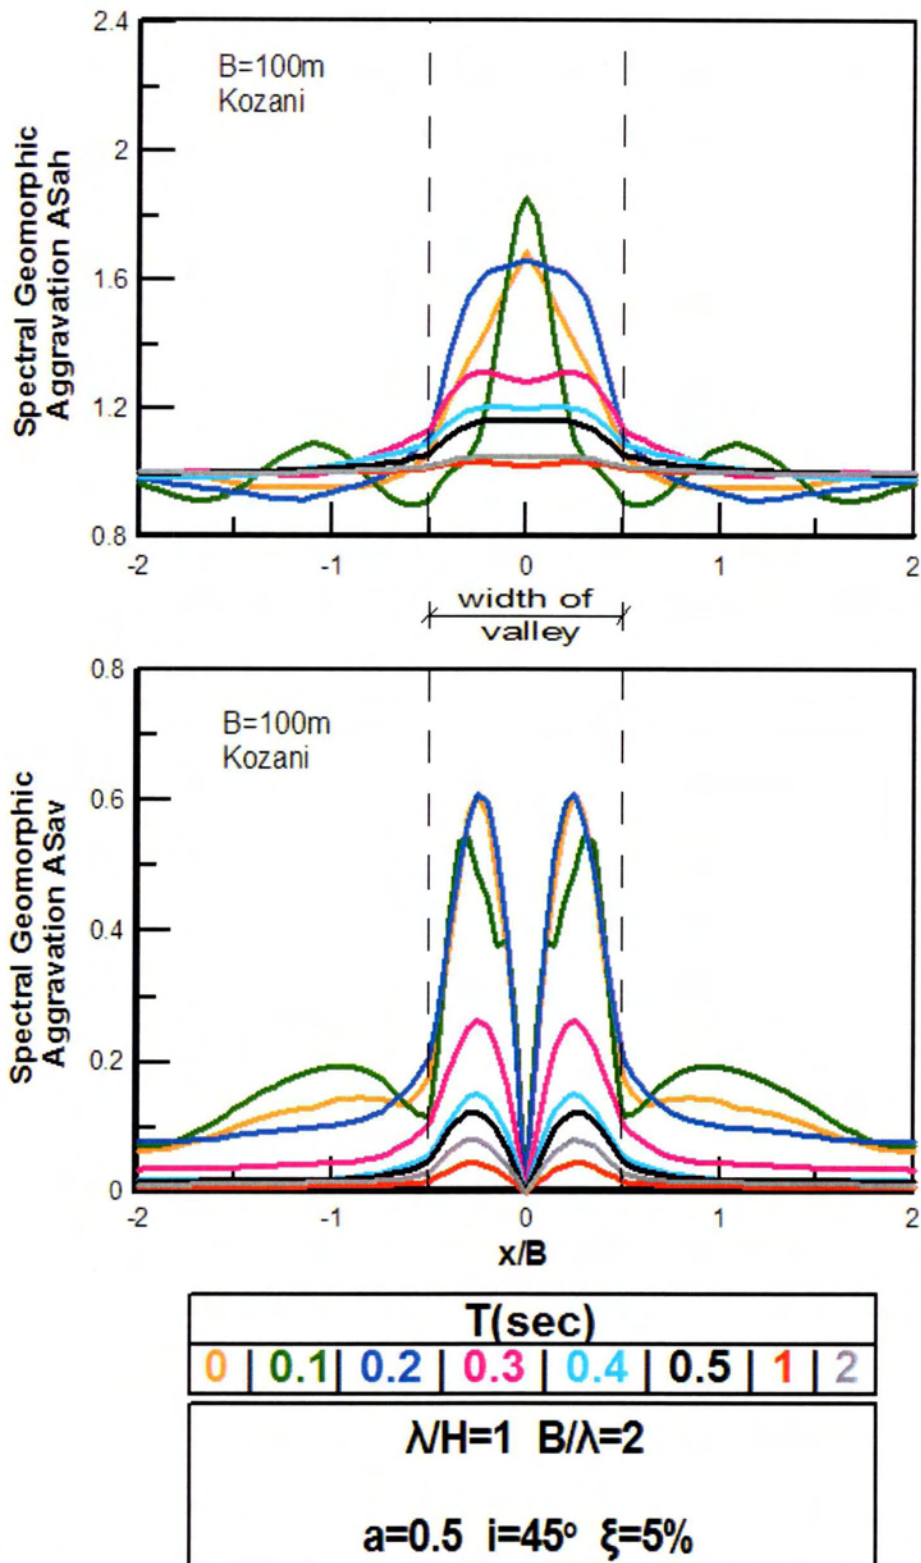 Spectral Geomorphic
Aggravation ASah
2.4
2
1.6
1.2
0.8
B=100m
Kozani
-2 -1 0 1 2
width of
valley
Spectral Geomorphic
Aggravation ASav
0.8
0.6
0.4
0.2
0
B=100m
Kozani
-2 -1 0 1 2
x/B
T(sec)
0 | 0.1 | 0.2 | 0.3 | 0.4 | 0.5 | 1 | 2
λ/H=1 B/λ=2
a=0.5 i=45º ξ=5%